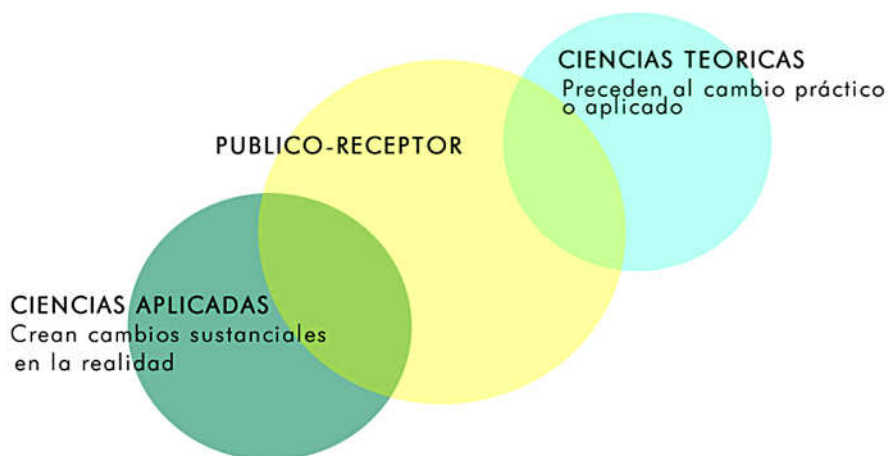 CIENCIAS TEORICAS
Preceden al cambio práctico
o aplicado
PUBLICO-RECEPTOR
CIENCIAS APLICADAS
Crean cambios sustanciales
en la realidad